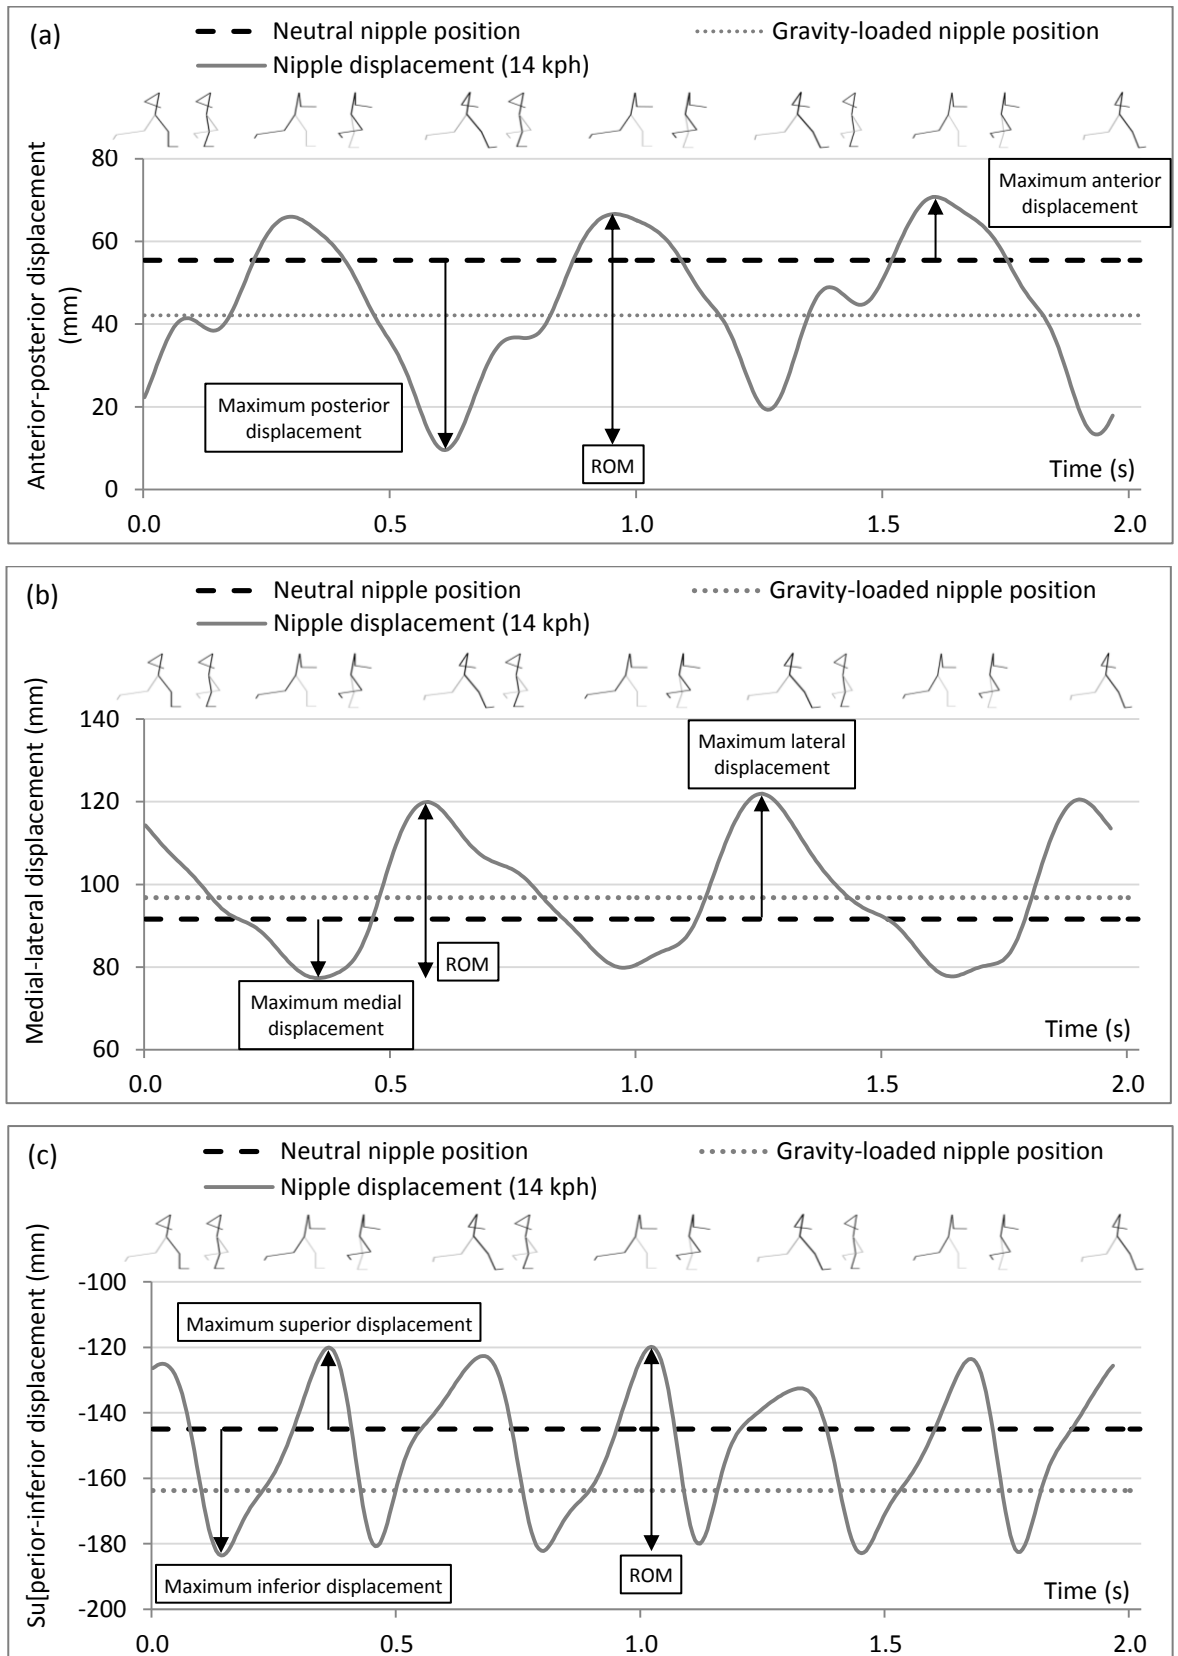 (a)
Neutral nipple position
Gravity-loaded nipple position
Nipple displacement (14 kph)
Anterior-posterior displacement
(mm)
80
60
40
20
0
Maximum anterior
displacement
Maximum posterior
displacement
ROM
Time (s)
0.0
0.5
1.0
1.5
2.0
(b)
Neutral nipple position
Gravity-loaded nipple position
Nipple displacement (14 kph)
Medial-lateral displacement (mm)
140
120
100
80
60
Maximum lateral
displacement
ROM
Maximum medial
displacement
Time (s)
0.0
0.5
1.0
1.5
2.0
(c)
Neutral nipple position
Gravity-loaded nipple position
Nipple displacement (14 kph)
Su[perior-inferior displacement (mm)
-100
-120
-140
-160
-180
-200
Maximum superior displacement
Maximum inferior displacement
ROM
Time (s)
0.0
0.5
1.0
1.5
2.0